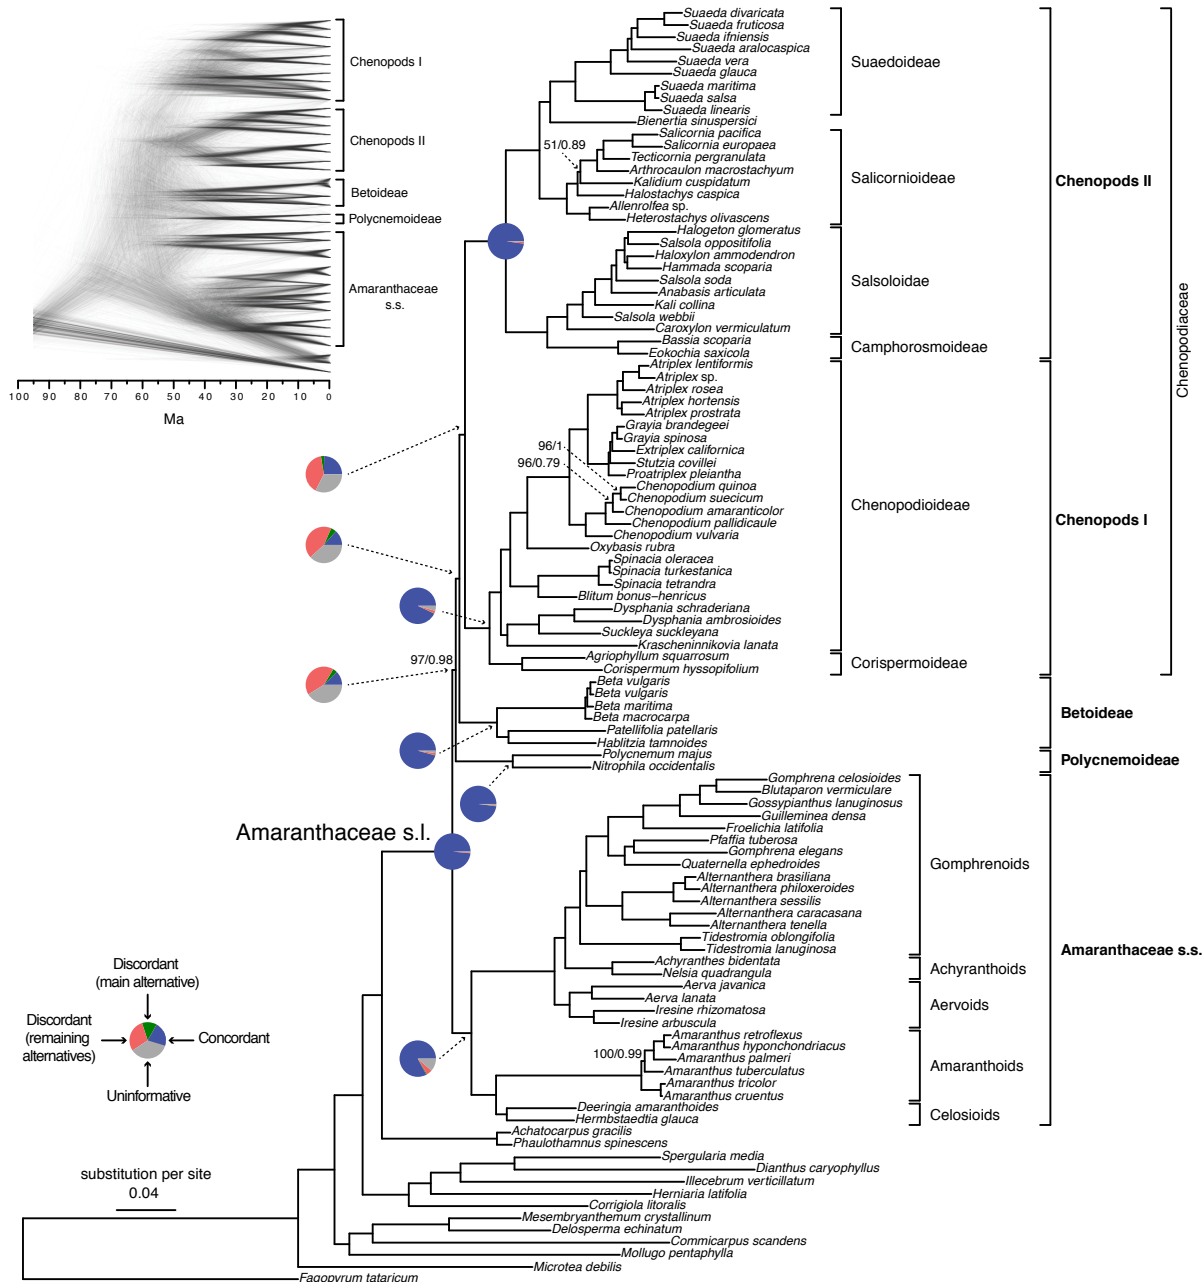 Chenopods I
Chenopods II
Betoideae
Polycnemoideae
Amaranthaceae
s.s.
100 90 80 70 60 50 40 30 20 10 0
Ma
Suaeda divaricata
Suaeda fruticosa
Suaeda ifniensis
Suaeda aralocaspica
Suaeda vera
Suaeda glauca
Suaeda maritima
Suaeda salsa
Suaeda linearis
Bienertia sinuspersici
Salicornia pacifica
Salicornia europaea
Tecticornia pergranulata
Arthrocaulon macrostachyum
Kalidium cuspidatum
Halostachys caspica
Allenrolfea sp.
Heterostachys olivascens
Halogeton glomeratus
Salsola oppositifolia
Haloxylon ammodendron
Hammada scoparia
Salsola soda
Anabasis articulata
Kali collina
Salsola webbii
Caroxylon vermiculatum
Bassia scoparia
Eokochia saxicola
Atriplex lentiformis
Atriplex sp.
Atriplex rosea
Atriplex hortensis
Atriplex prostrata
Grayia brandegeei
Grayia spinosa
Extriplex californica
Stutzia covillei
Proatriplex pleiantha
Chenopodium quinoa
Chenopodium suecicum
Chenopodium amaranticolor
Chenopodium pallidicaule
Chenopodium vulvaria
Oxybasis rubra
Spinacia oleracea
Spinacia turkestanica
Spinacia tetrandra
Blitum bonus−henricus
Dysphania schraderiana
Dysphania ambrosioides
Suckleya suckleyana
Krascheninnikovia lanata
Agriophyllum squarrosum
Corispermum hyssopifolium
Beta vulgaris
Beta vulgaris
Beta maritima
Beta macrocarpa
Patellifolia patellaris
Hablitzia tamnoides
Polycnemum majus
Nitrophila occidentalis
Gomphrena celosioides
Blutaparon vermiculare
Gossypianthus lanuginosus
Guilleminea densa
Froelichia latifolia
Pfaffia tuberosa
Gomphrena elegans
Quaternella ephedroides
Alternanthera brasiliana
Alternanthera philoxeroides
Alternanthera sessilis
Alternanthera caracasana
Alternanthera tenella
Tidestromia oblongifolia
Tidestromia lanuginosa
Achyranthes bidentata
Nelsia quadrangula
Aerva javanica
Aerva lanata
Iresine rhizomatosa
Iresine arbuscula
Amaranthus retroflexus
Amaranthus hyponchondriacus
Amaranthus palmeri
Amaranthus tuberculatus
Amaranthus tricolor
Amaranthus cruentus
Deeringia amaranthoides
Hermbstaedtia glauca
Achatocarpus gracilis
Phaulothamnus spinescens
Spergularia media
Dianthus caryophyllus
Illecebrum verticillatum
Herniaria latifolia
Corrigiola litoralis
Mesembryanthemum crystallinum
Delosperma echinatum
Commicarpus scandens
Mollugo pentaphylla
Microtea debilis
Fagopyrum tataricum
51/0.89
96/1
96/0.79
97/0.98
100/0.99
Amaranthaceae s.l.
Suaedoideae
Salicornioideae
Salsoloidae
Camphorosmoideae
Chenopodioideae
Corispermoideae
Gomphrenoids
Achyranthoids
Aervoids
Amaranthoids
Celosioids
Chenopods II
Chenopods I
Betoideae
Polycnemoideae
Amaranthaceae s.s.
Chenopodiaceae
Discordant
(main alternative)
Discordant
(remaining
alternatives)
Concordant
Uninformative
substitution per site
0.04